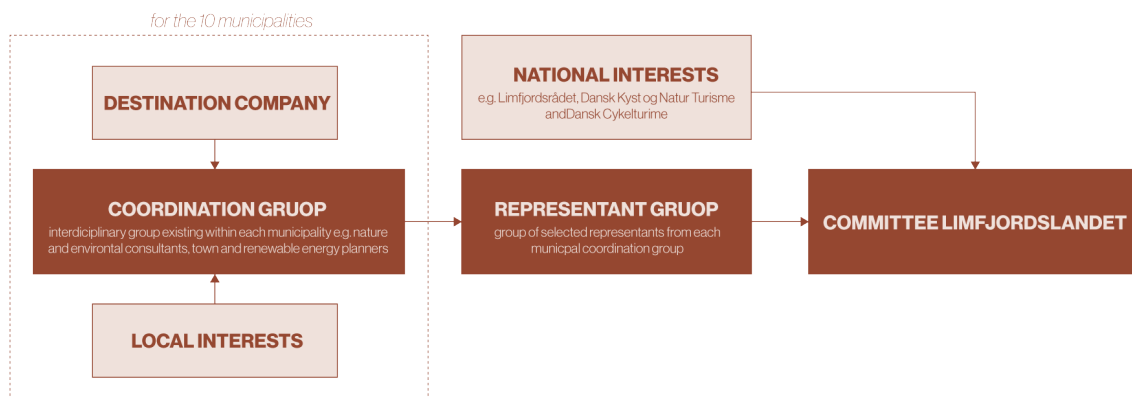 for the 10 municipalities
DESTINATION COMPANY
NATIONAL INTERESTS
e.g. Limfjordsrådet, Dansk Kyst og Natur Turisme
andDansk Cykelturime
COORDINATION GRUOP
interdiciplinary group existing within each municipality e.g. nature
and environtal consultants, town and renewable energy planners
REPRESENTANT GRUOP
group of selected representants from each
municpal coordination group
COMMITTEE LIMFJORDSLANDET
LOCAL INTERESTS